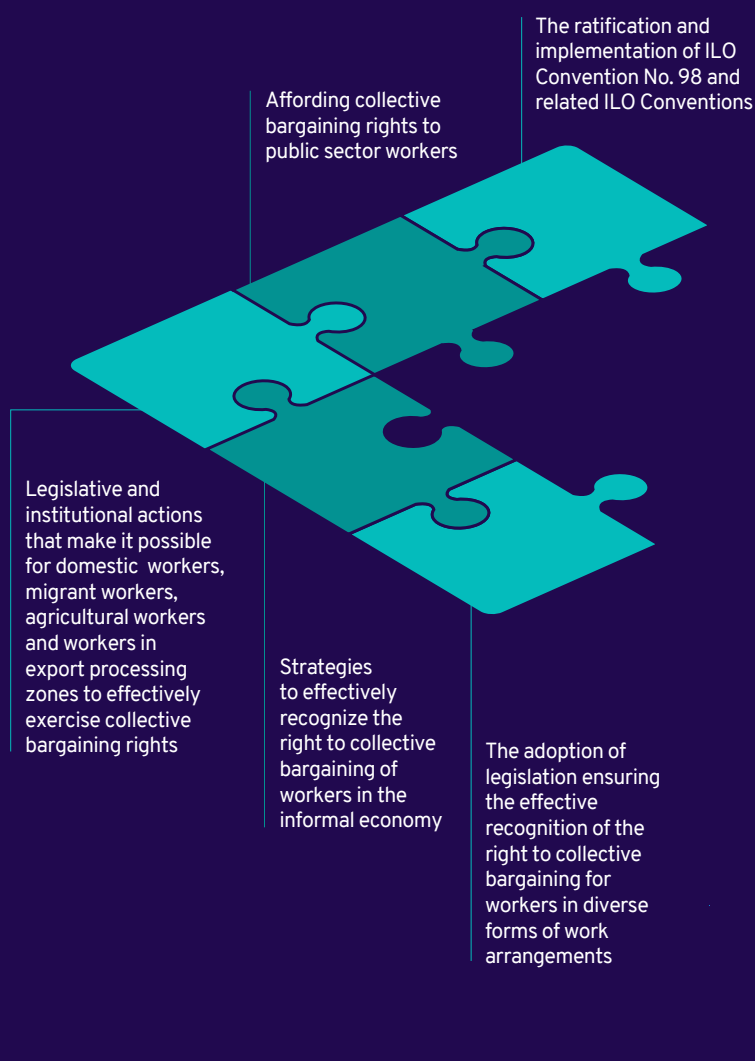 The ratification and
implementation of ILO
Convention No. 98 and
related ILO Conventions
Affording collective
bargaining rights to
public sector workers
Legislative and
institutional actions
that make it possible
for domestic workers,
migrant workers,
agricultural workers
and workers in
export processing
zones to effectively
exercise collective
bargaining rights
Strategies
to effectively
recognize the
right to collective
bargaining of
workers in the
informal economy
The adoption of
legislation ensuring
the effective
recognition of the
right to collective
bargaining for
workers in diverse
forms of work
arrangements